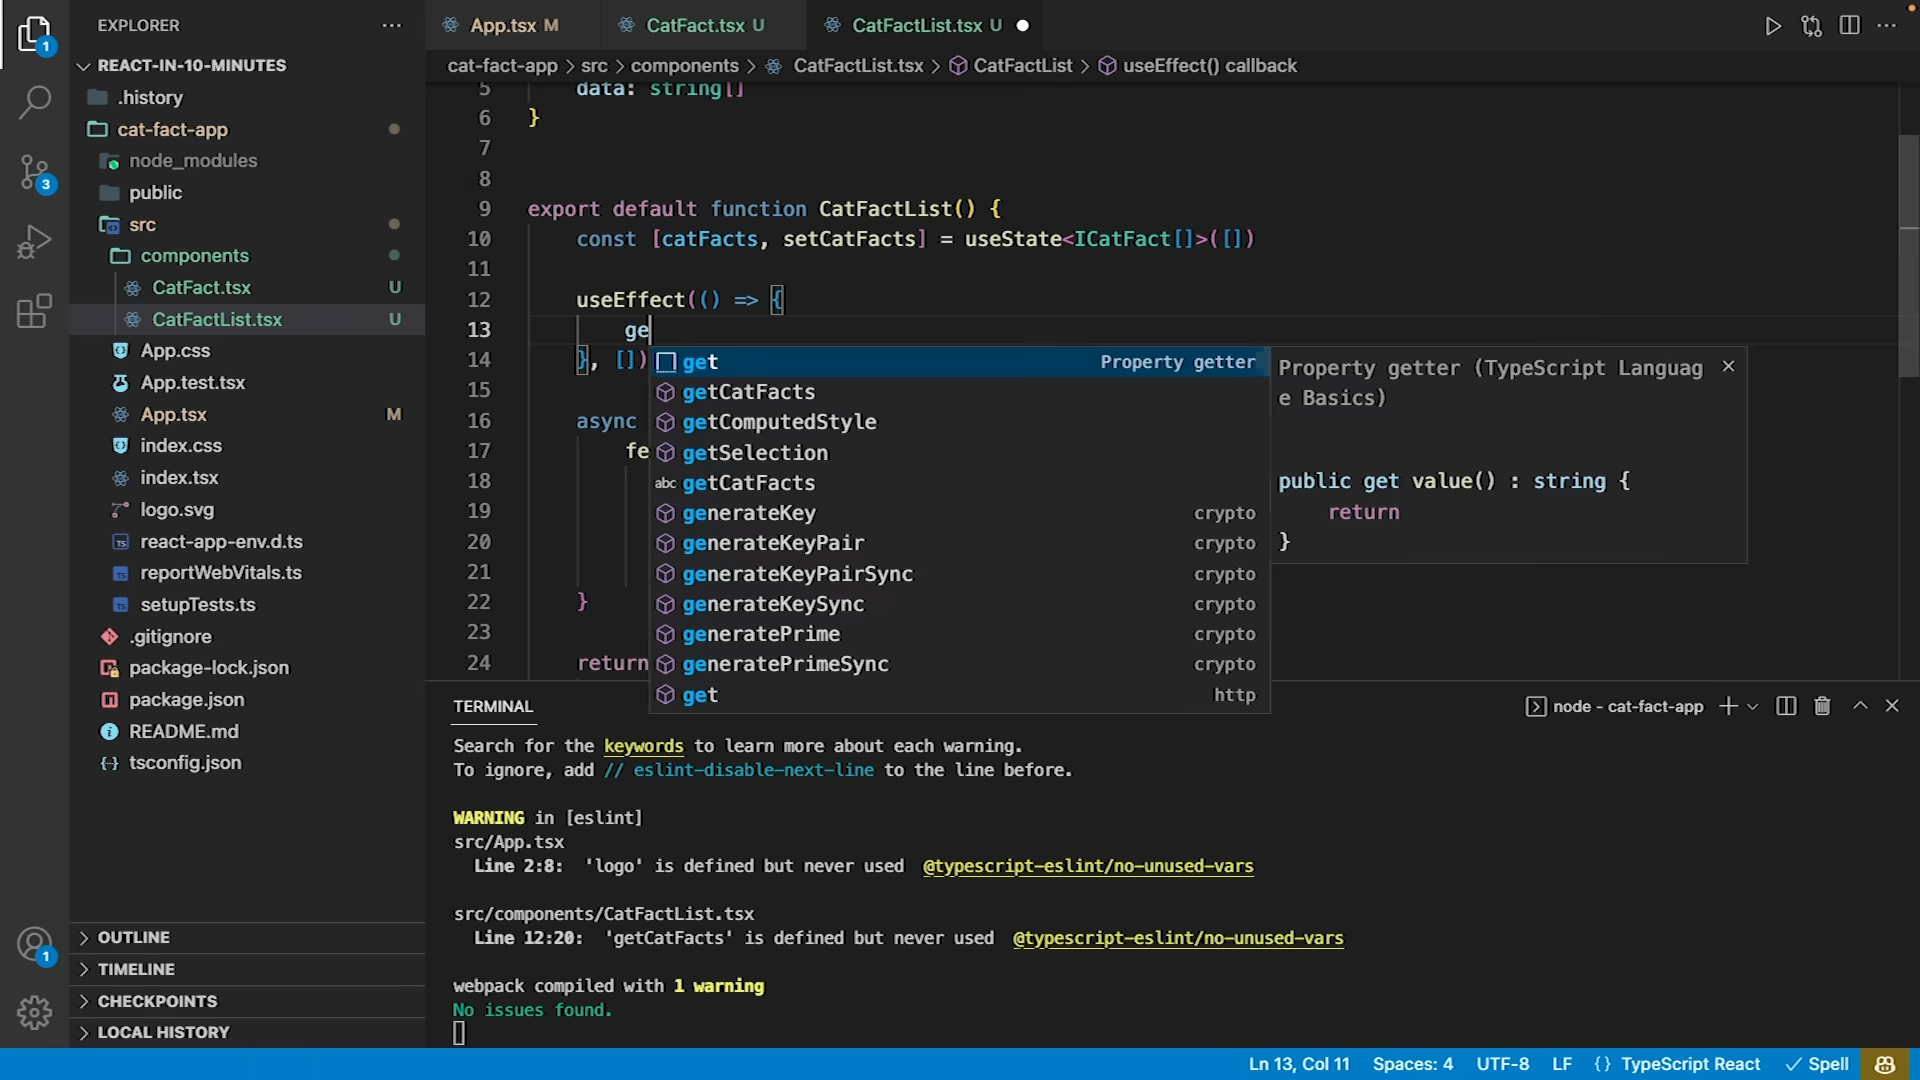 EXPLORER
REACT-IN-10-MINUTES
.history
cat-fact-app
node_modules
public
src
components
CatFact.tsx U
CatFactList.tsx U
App.css
App.test.tsx
App.tsx M
index.css
index.tsx
logo.svg
react-app-env.d.ts
reportWebVitals.ts
setupTests.ts
.gitignore
package-lock.json
package.json
README.md
tsconfig.json
OUTLINE
TIMELINE
CHECKPOINTS
LOCAL HISTORY
1
3
1
App.tsx M CatFact.tsx U CatFactList.tsx U
cat-fact-app > src > components > CatFactList.tsx > CatFactList > useEffect() callback
5 data: string[]
6 }
7
8
9 export default function CatFactList() {
10 const [catFacts, setCatFacts] = useState<ICatFact[]>([])
11
12 useEffect(() => {
13 ge
14 }, [])
15
16 async
17 fe
18
19
20
21
22 }
23
24 return
get Property getter
getCatFacts
getComputedStyle
getSelection
abc getCatFacts
generateKey crypto
generateKeyPair crypto
generateKeyPairSync crypto
generateKeySync crypto
generatePrime crypto
generatePrimeSync crypto
get http
Property getter (TypeScript Languag
e Basics)
public get value() : string {
return
}
TERMINAL
node - cat-fact-app
Search for the keywords to learn more about each warning.
To ignore, add // eslint-disable-next-line to the line before.
WARNING in [eslint]
src/App.tsx
Line 2:8: 'logo' is defined but never used @typescript-eslint/no-unused-vars
src/components/CatFactList.tsx
Line 12:20: 'getCatFacts' is defined but never used @typescript-eslint/no-unused-vars
webpack compiled with 1 warning
No issues found.
Ln 13, Col 11 Spaces: 4 UTF-8 LF {} TypeScript React ✓ Spell